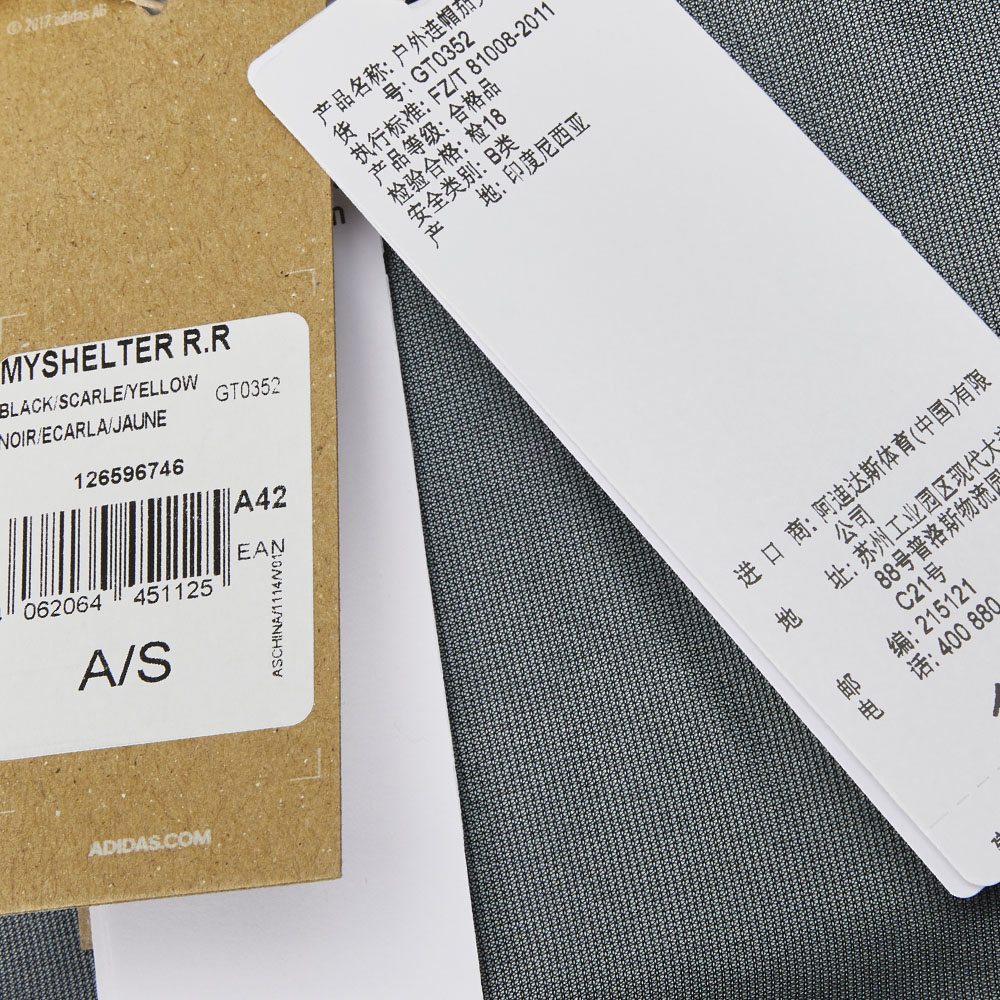 © 2017 adidas AG
MYSHELTER R.R
BLACK/SCARLE/YELLOW
GT0352
NOIR/ECARLA/JAUNE
126596746
A42
EAN
062064 451125
A/S
ASCHINA/1114/V01Z
ADIDAS.COM
产品名称: 户外连帽茄
货 号: GT0352
执行标准: FZ/T 81008-2011
产品等级: 合格品
检验合格: 检18
安全类别: B类
产 地: 印度尼西亚
进 口 商: 阿迪达斯体育(中国)有限
公司
地 址: 苏州工业园区现代大
88号普洛斯物流园
C21号
邮 编: 215121
电 话: 400 880